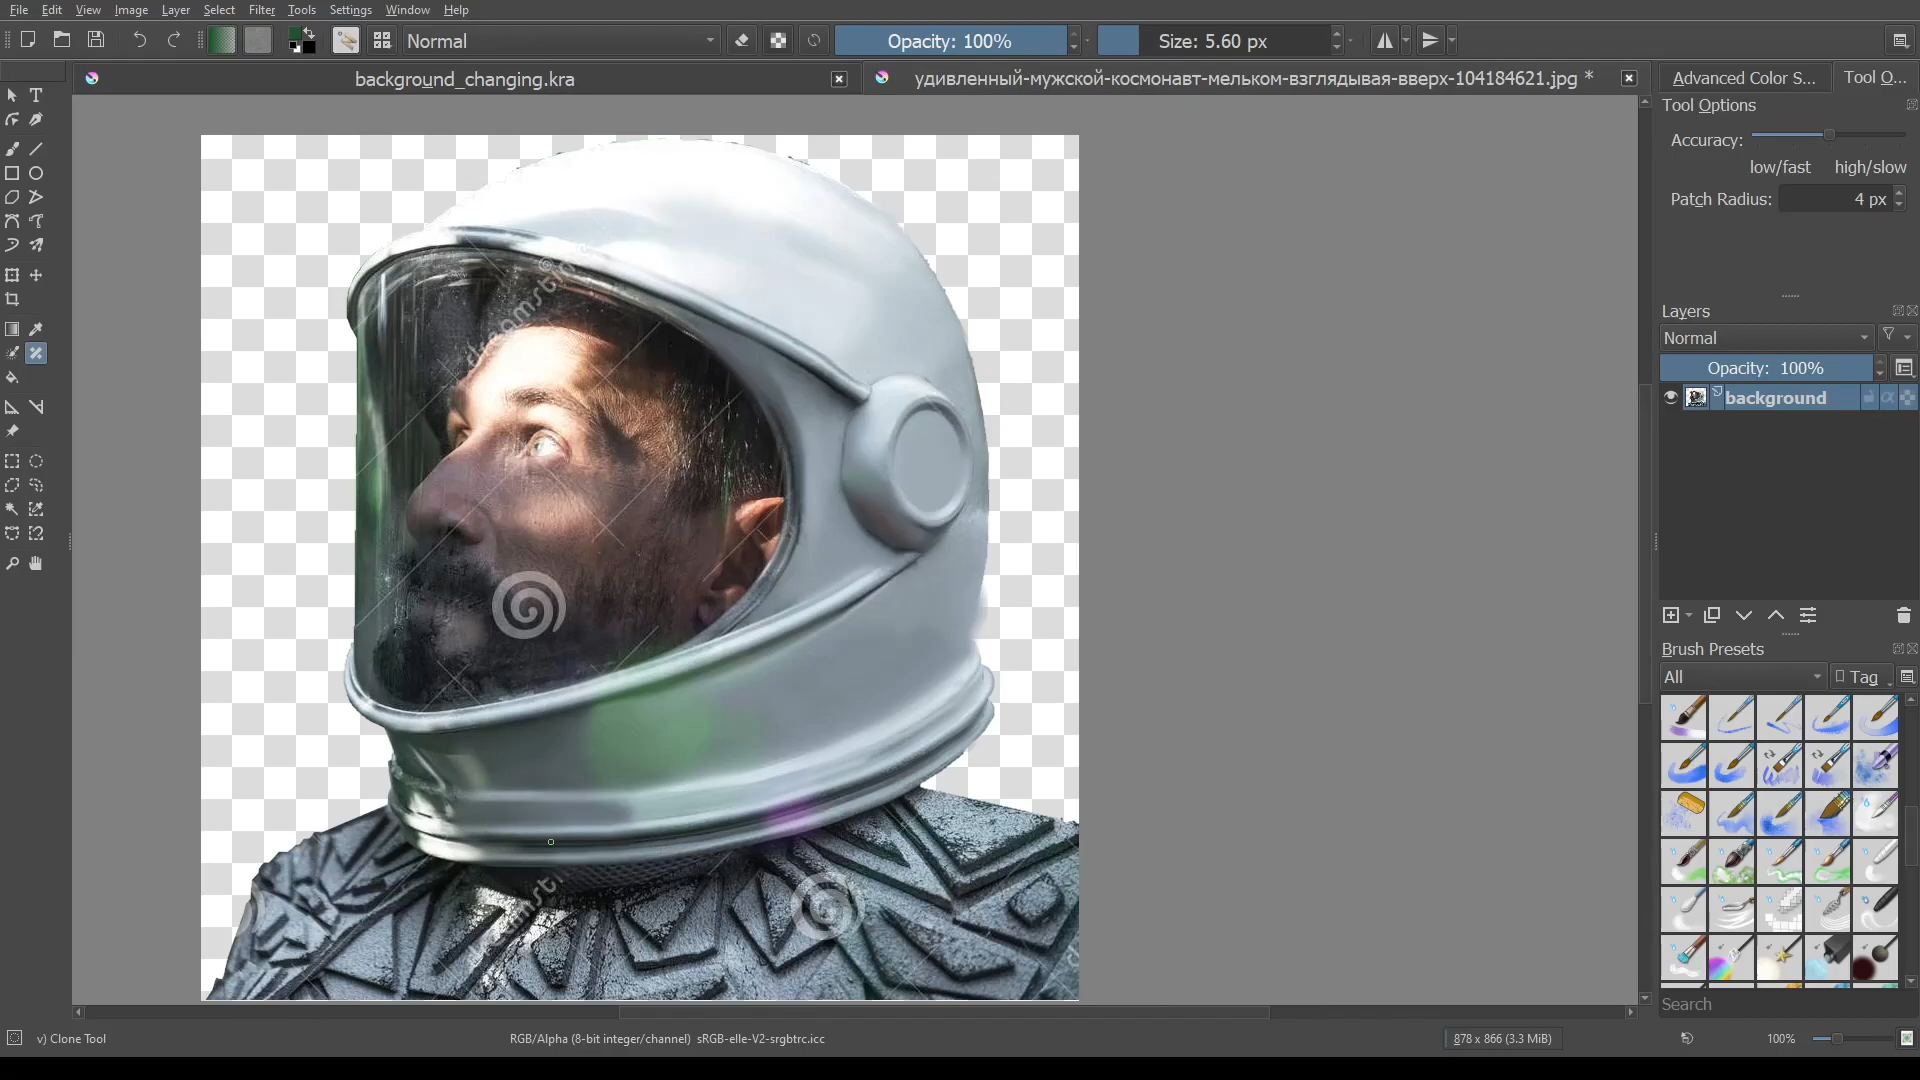 File Edit View Image Layer Select Filter Tools Settings Window Help
Normal Opacity: 100% Size: 5.60 px
background_changing.kra
удивленный-мужской-космонавт-мельком-взглядывая-вверх-104184621.jpg *
Advanced Color S... Tool O...
Tool Options
Accuracy:
low/fast high/slow
Patch Radius: 4 px
Layers
Normal
Opacity: 100%
background
Brush Presets
All Tag
Search
v) Clone Tool
RGB/Alpha (8-bit integer/channel) sRGB-elle-V2-srgbtrc.icc
878 x 866 (3.3 MiB)
100%